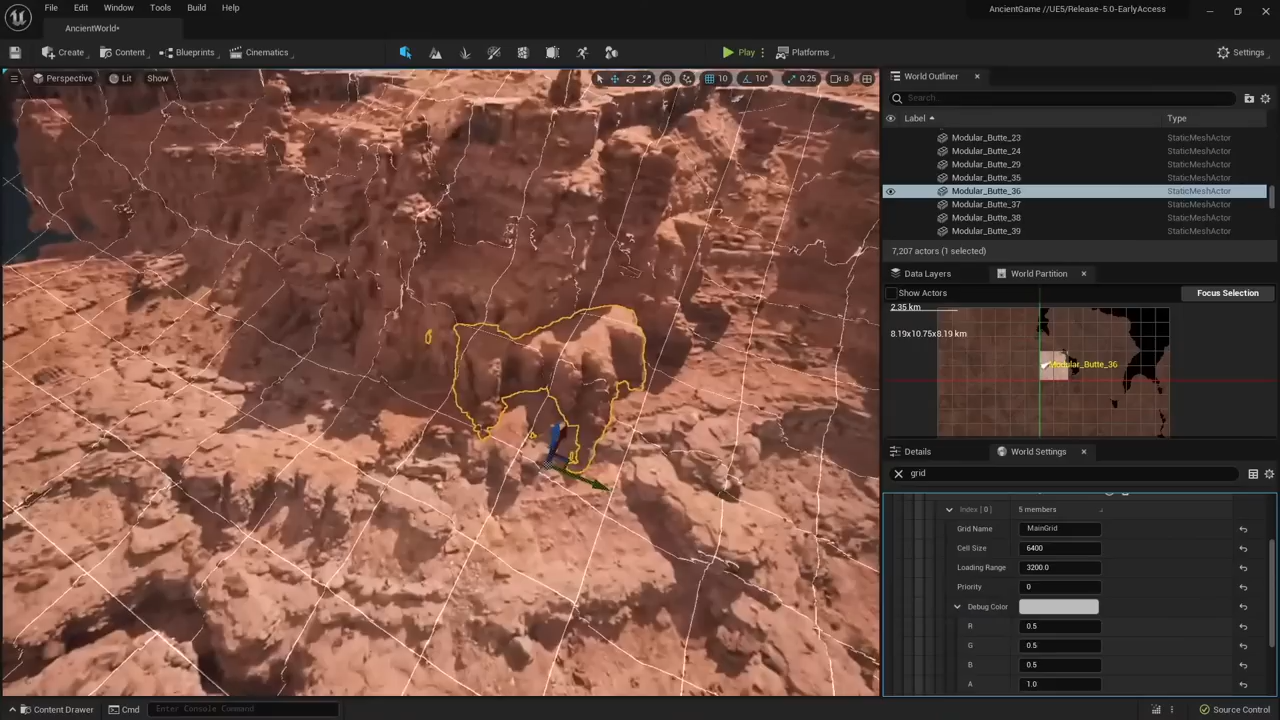 File Edit Window Tools Build Help
AncientGame //UE5/Release-5.0-EarlyAccess
AncientWorld*
Create Content Blueprints Cinematics Play Platforms Settings
Perspective Lit Show 10 10° 0.25 8
World Outliner
Search...
Label Type
Modular_Butte_23 StaticMeshActor
Modular_Butte_24 StaticMeshActor
Modular_Butte_29 StaticMeshActor
Modular_Butte_35 StaticMeshActor
Modular_Butte_36 StaticMeshActor
Modular_Butte_37 StaticMeshActor
Modular_Butte_38 StaticMeshActor
Modular_Butte_39 StaticMeshActor
7,207 actors (1 selected)
Data Layers World Partition
Show Actors Focus Selection
2.35 km
8.19x10.75x8.19 km
Modular_Butte_36
Details World Settings
grid
Index [ 0 ] 5 members
Grid Name MainGrid
Cell Size 6400
Loading Range 3200.0
Priority 0
Debug Color
R 0.5
G 0.5
B 0.5
A 1.0
Content Drawer Cmd Enter Console Command Source Control